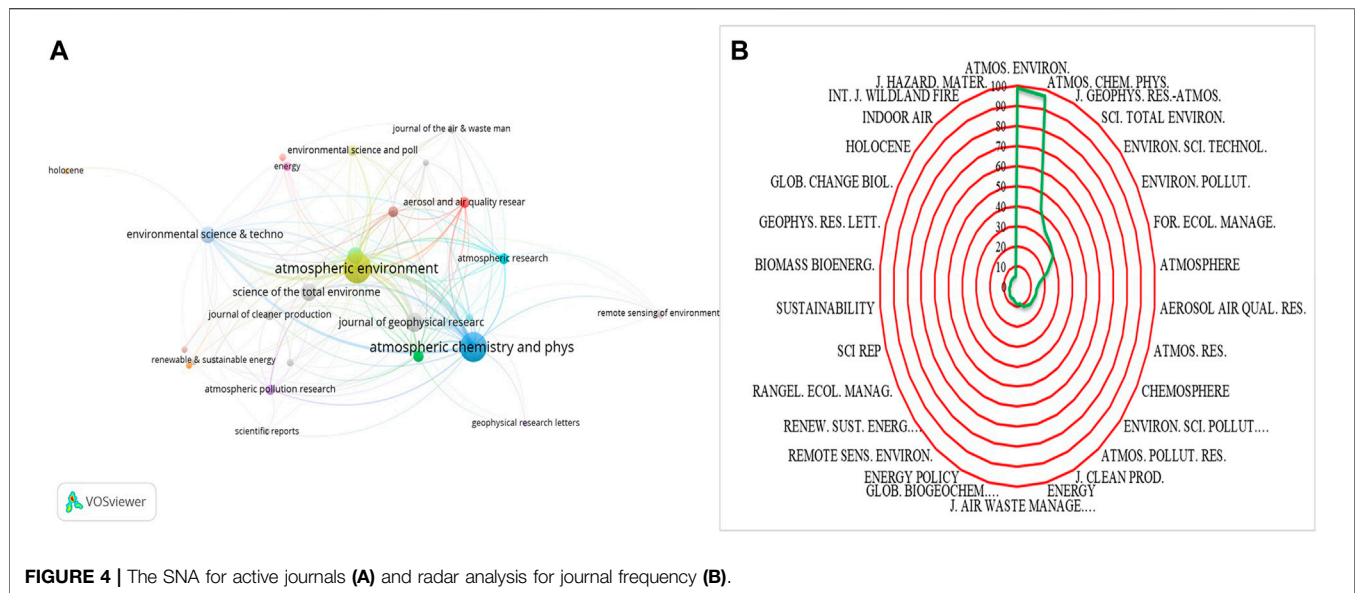 A
journal of the air & waste man
environmental science and poll
energy
holocene
aerosol and air quality resear
environmental science & techno
atmospheric research
atmospheric environment
science of the total environme
journal of cleaner production
journal of geophysical researc
remote sensing of environment
atmospheric chemistry and phys
renewable & sustainable energy
atmospheric pollution research
geophysical research letters
scientific reports
VOSviewer
B
ATMOS. ENVIRON.
ATMOS. CHEM. PHYS.
J. GEOPHYS. RES.-ATMOS.
SCI. TOTAL ENVIRON.
ENVIRON. SCI. TECHNOL.
ENVIRON. POLLUT.
FOR. ECOL. MANAGE.
ATMOSPHERE
AEROSOL AIR QUAL. RES.
ATMOS. RES.
CHEMOSPHERE
ENVIRON. SCI. POLLUT....
ATMOS. POLLUT. RES.
J. CLEAN PROD.
ENERGY
J. AIR WASTE MANAGE....
GLOB. BIOGEOCHEM....
ENERGY POLICY
REMOTE SENS. ENVIRON.
RENEW. SUST. ENERG....
RANGEL. ECOL. MANAG.
SCI REP
SUSTAINABILITY
BIOMASS BIOENERG.
GEOPHYS. RES. LETT.
GLOB. CHANGE BIOL.
HOLOCENE
INDOOR AIR
INT. J. WILDLAND FIRE
J. HAZARD. MATER.
100
90
80
70
60
50
40
30
20
10
0
FIGURE 4 | The SNA for active journals (A) and radar analysis for journal frequency (B).